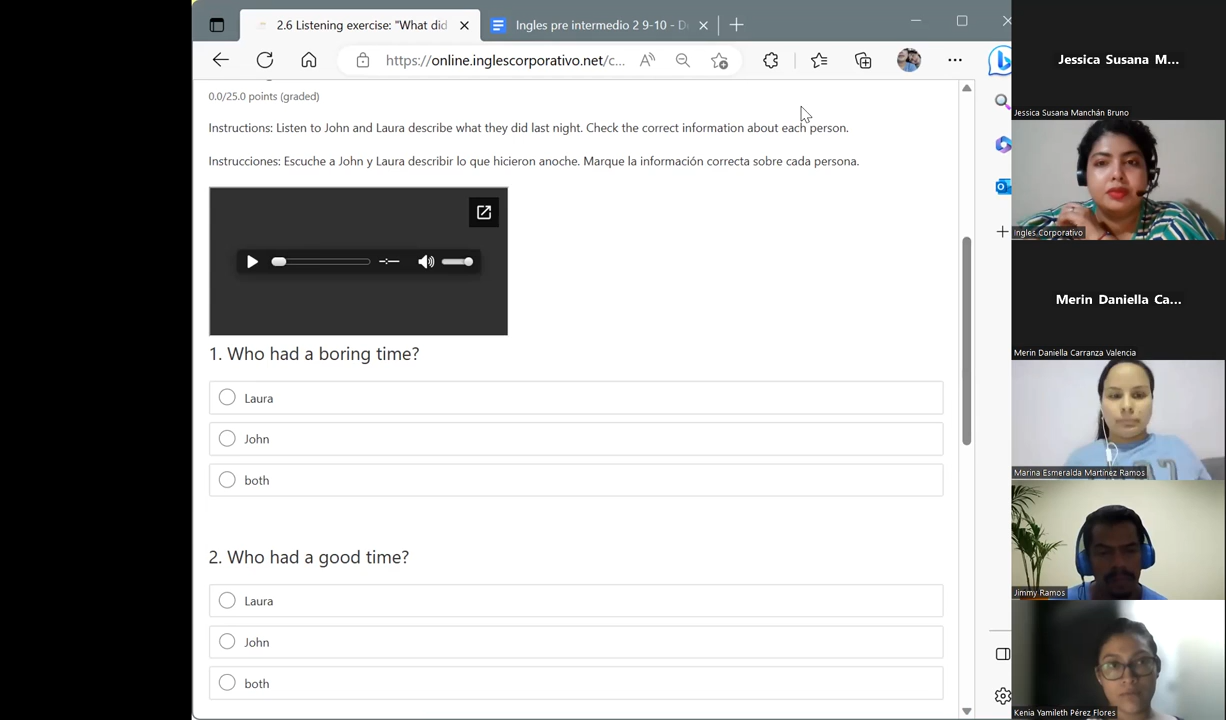 2.6 Listening exercise: "What did
Ingles pre intermedio 2 9-10 - D
https://online.inglescorporativo.net/c...
0.0/25.0 points (graded)
Instructions: Listen to John and Laura describe what they did last night. Check the correct information about each person.
Instrucciones: Escuche a John y Laura describir lo que hicieron anoche. Marque la información correcta sobre cada persona.
1. Who had a boring time?
Laura
John
both
2. Who had a good time?
Laura
John
both
Jessica Susana M...
Jessica Susana Manchán Bruno
Ingles Corporativo
Merin Daniella Ca...
Merin Daniella Carranza Valencia
Marina Esmeralda Martínez Ramos
Jimmy Ramos
Kenia Yamileth Pérez Flores